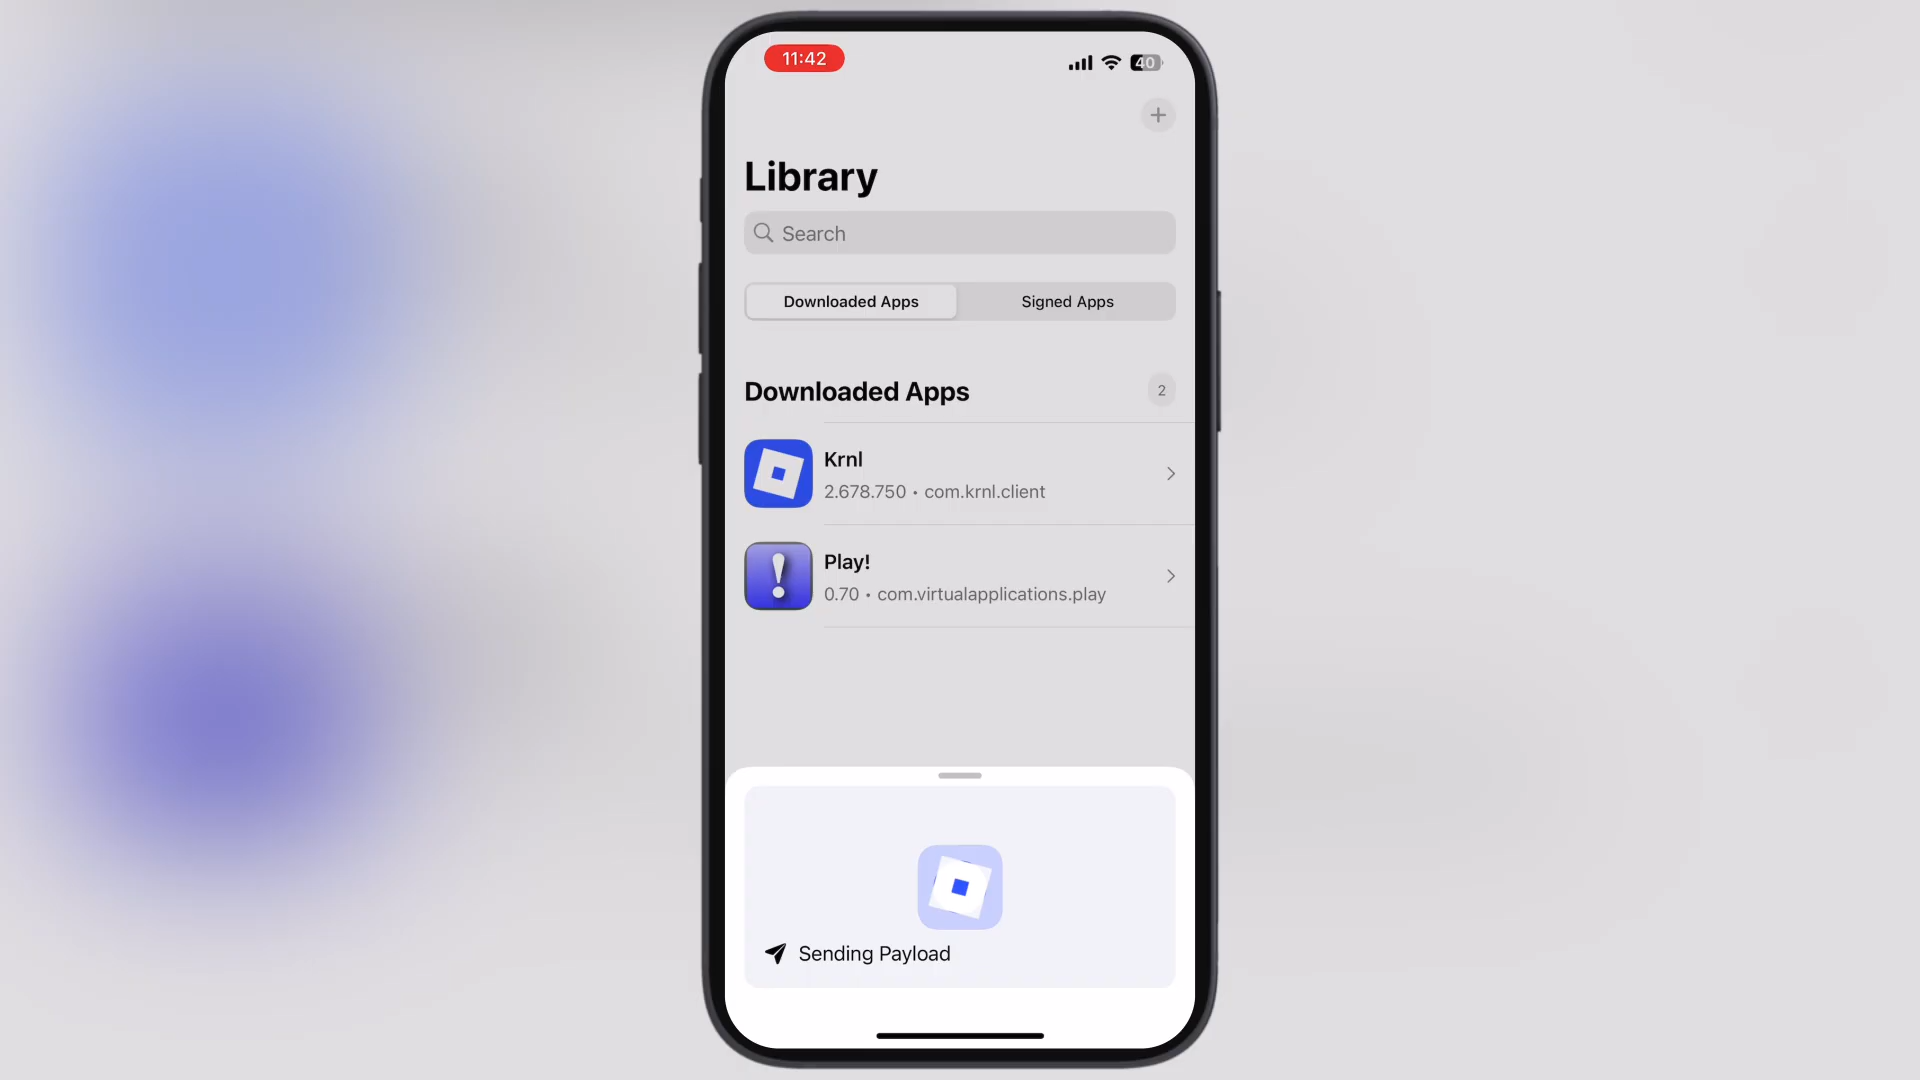 11:42
40
Library
Search
Downloaded Apps
Signed Apps
Downloaded Apps
2
Krnl
2.678.750 • com.krnl.client
Play!
0.70 • com.virtualapplications.play
Sending Payload